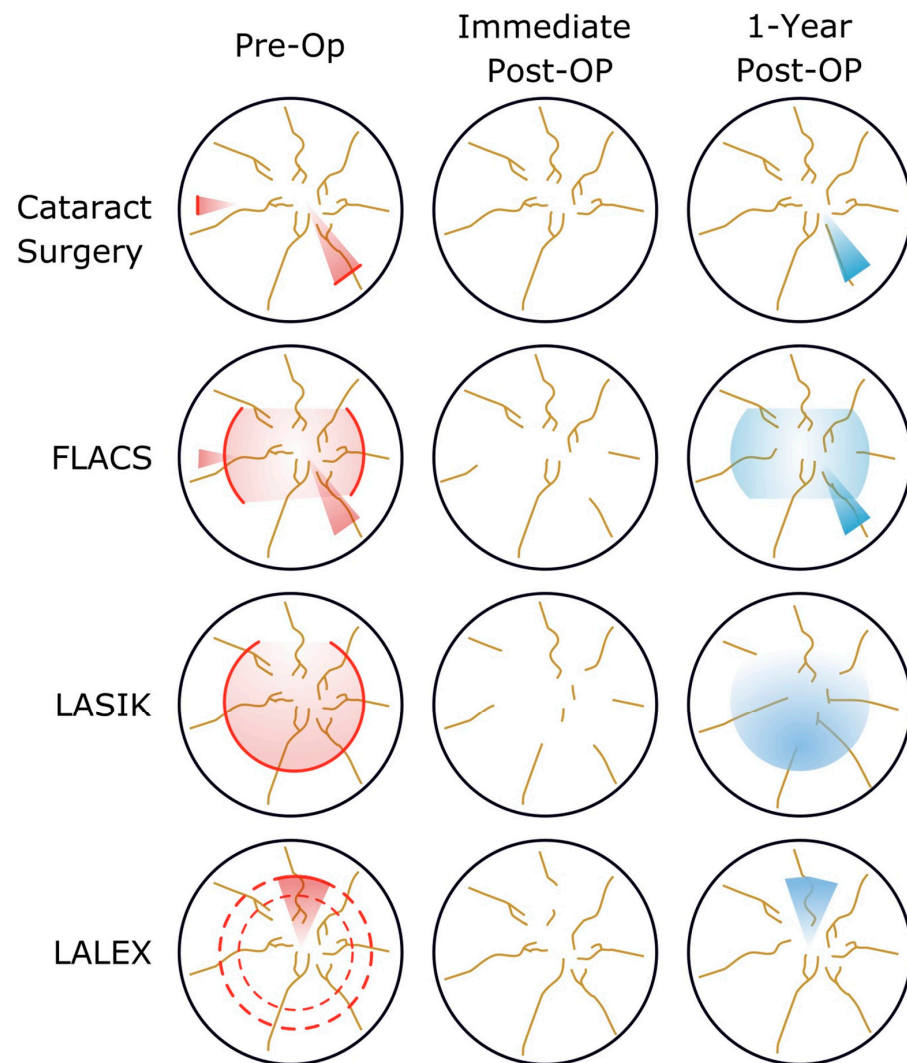 Pre-Op
Immediate
Post-OP
1-Year
Post-OP
Cataract
Surgery
FLACS
LASIK
LALEX